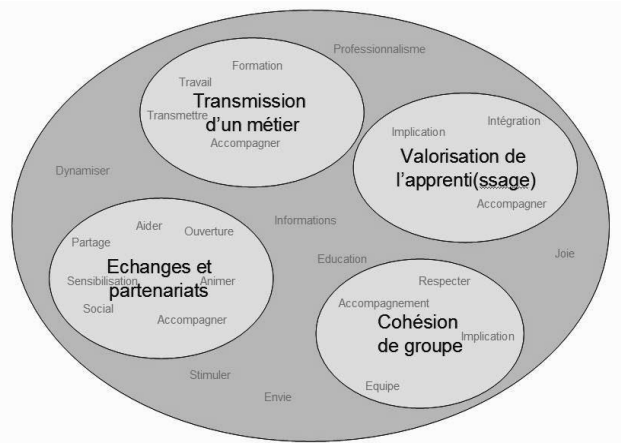 Professionnalisme
Formation
Travail
Transmission
Transmettre
d'un métier
Accompagner
Implication
Intégration
Valorisation de
l'apprenti(ssage)
Accompagner
Dynamiser
Informations
Education
Joie
Aider
Ouverture
Partage
Echanges et
Sensibilisation
Animer
partenariats
Social
Accompagner
Respecter
Accompagnement
Cohésion
Implication
de groupe
Equipe
Stimuler
Envie